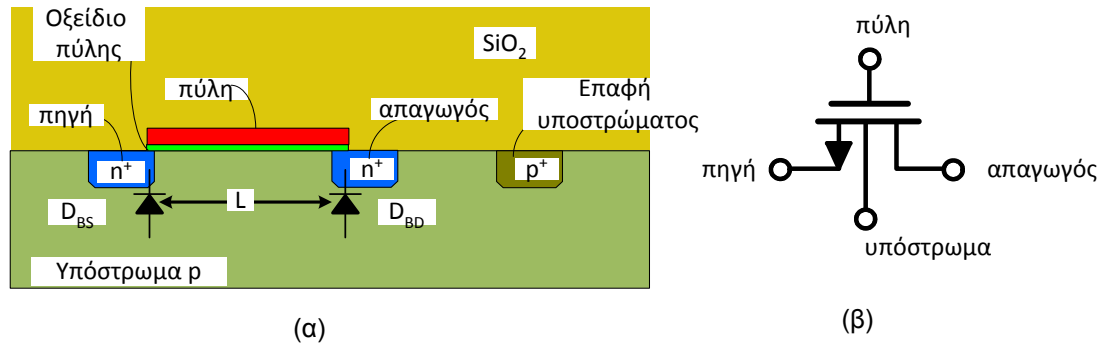 Οξείδιο
πύλης
SiO2
πύλη
Επαφή
υποστρώματος
πηγή
απαγωγός
n+
n+
p+
L
DBS
DBD
Υπόστρωμα p
(α)
πύλη
πηγή
απαγωγός
υπόστρωμα
(β)